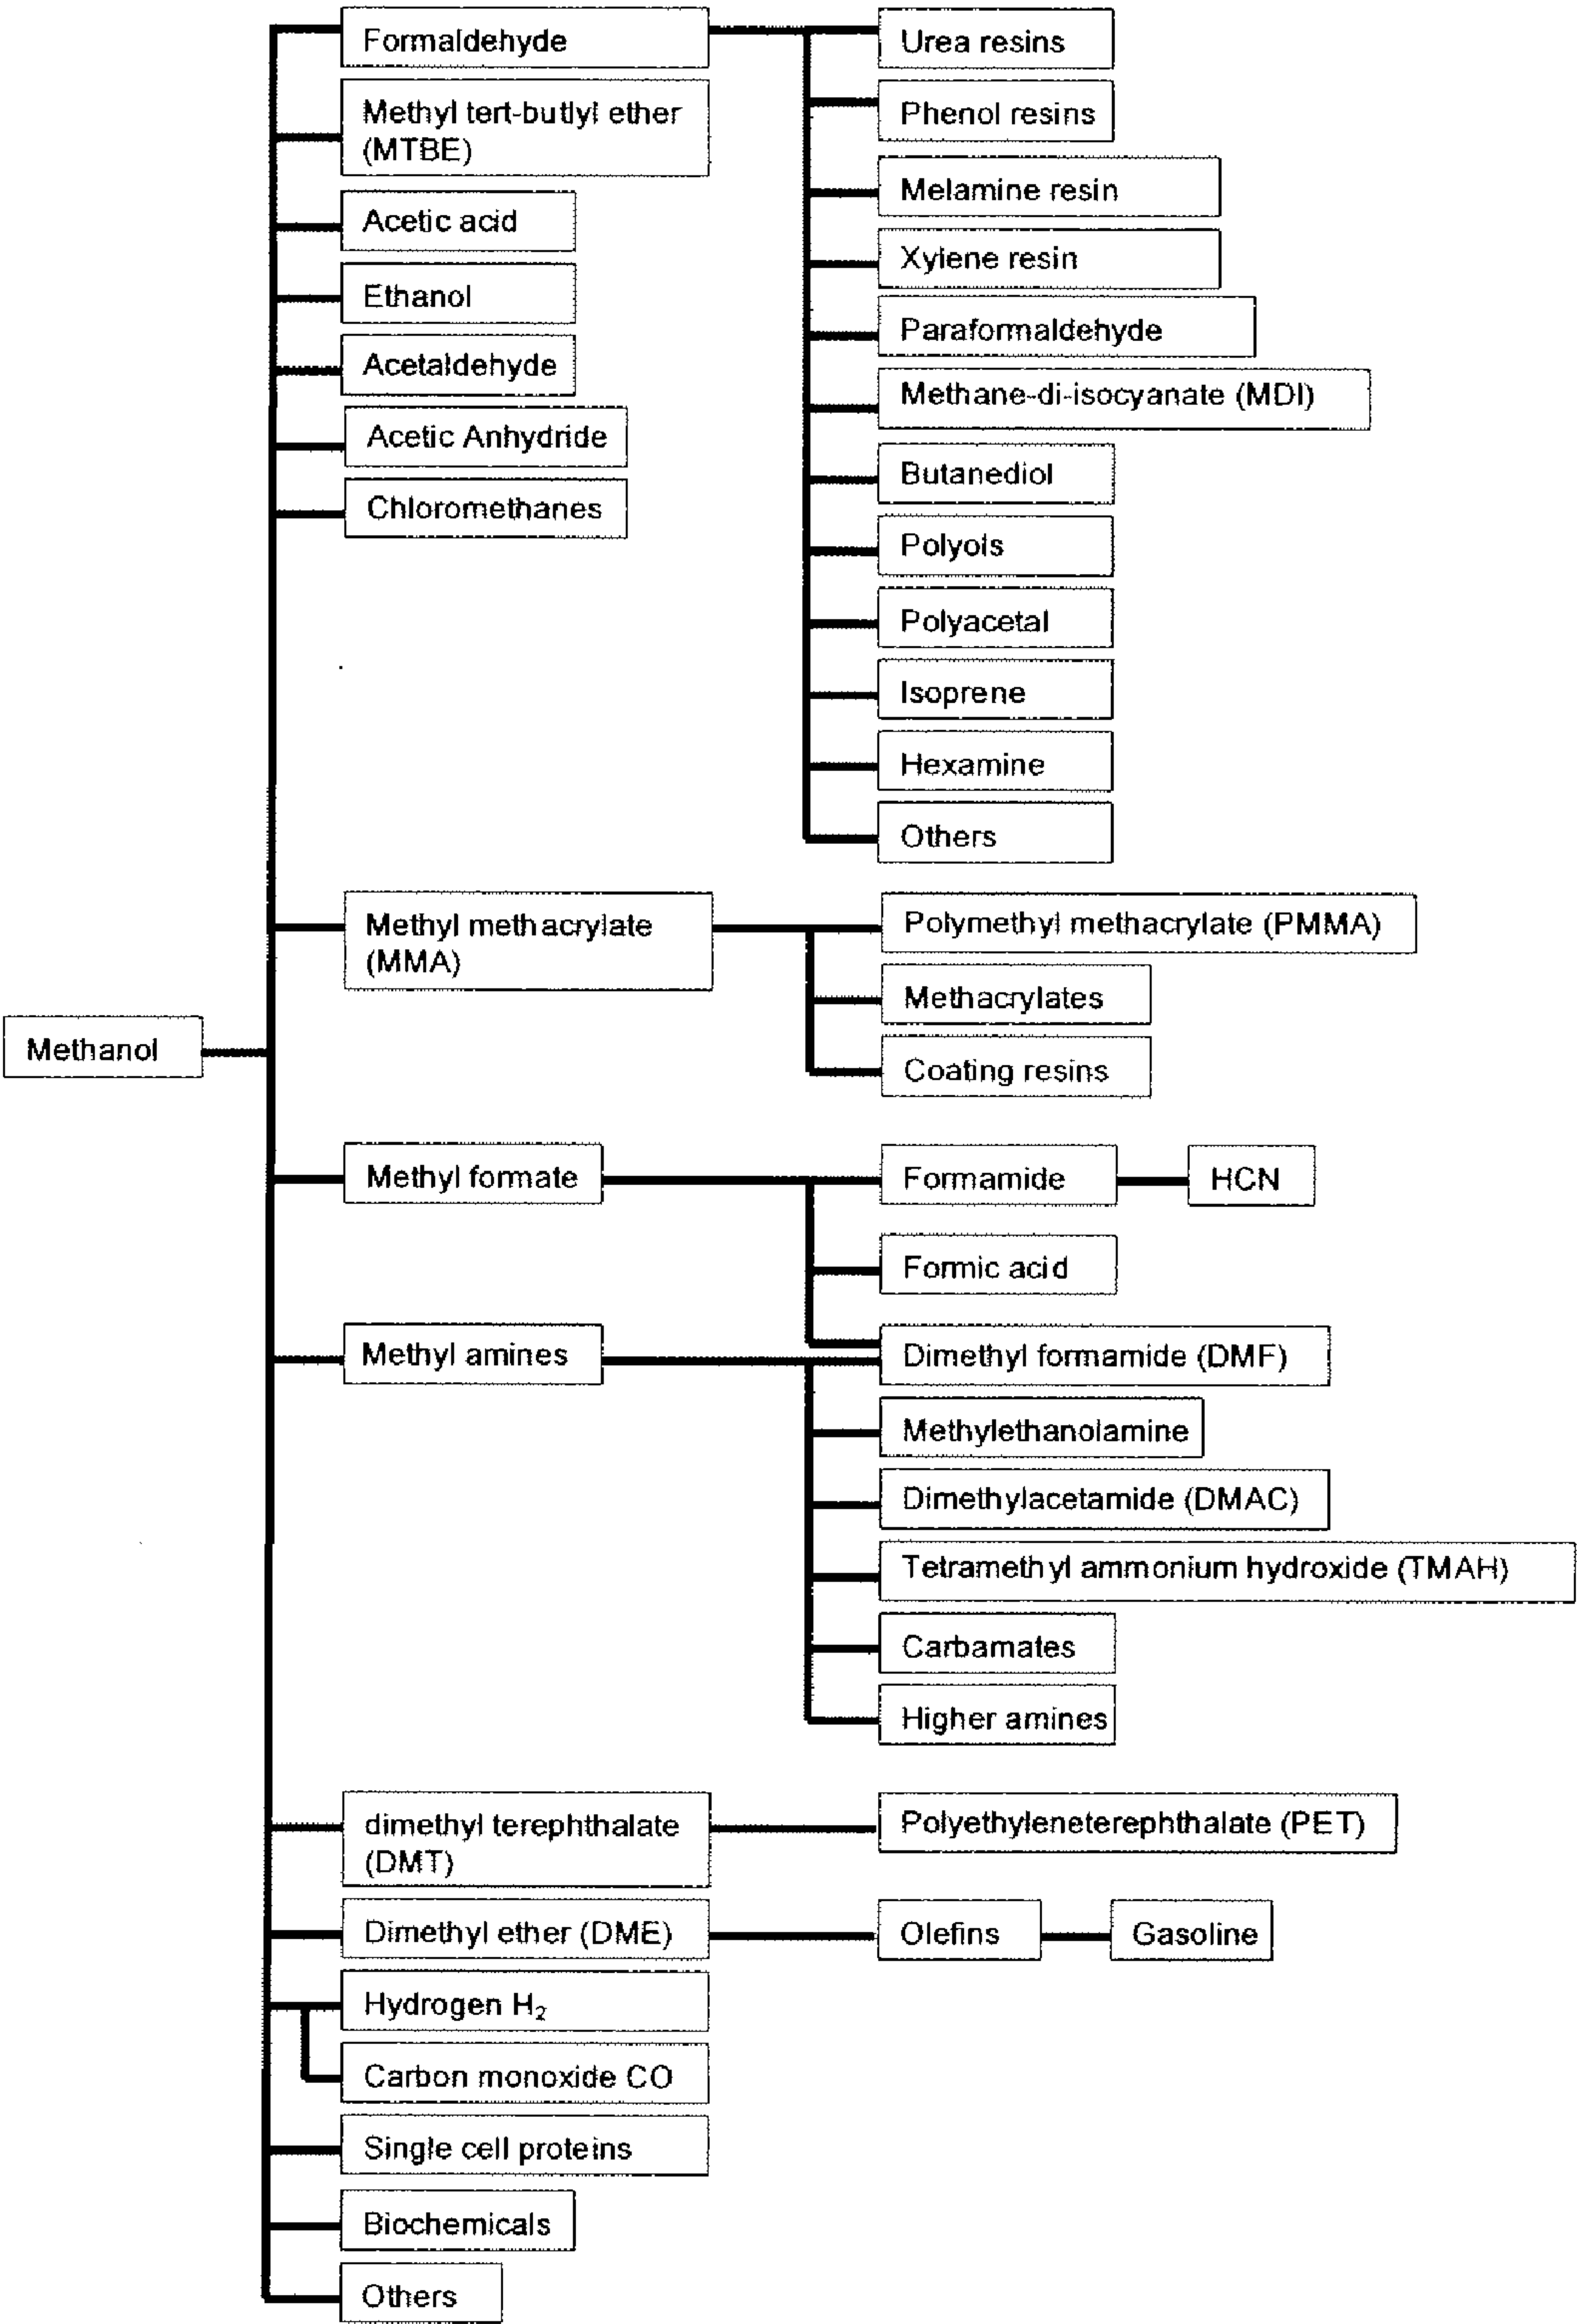 Formaldehyde
Methyl tert-butlyl ether
(MTBE)
Acetic acid
Ethanol
Acetaldehyde
Acetic Anhydride
Chloromethanes
Urea resins
Phenol resins
Melamine resin
Xylene resin
Paraformaldehyde
Methane-di-isocyanate (MDI)
Butanediol
Polyols
Polyacetal
Isoprene
Hexamine
Others
Methanol
Methyl methacrylate
(MMA)
Polymethyl methacrylate (PMMA)
Methacrylates
Coating resins
Methyl formate
Formamide
HCN
Formic acid
Methyl amines
Dimethyl formamide (DMF)
Methylethanolamine
Dimethylacetamide (DMAC)
Tetramethyl ammonium hydroxide (TMAH)
Carbamates
Higher amines
dimethyl terephthalate
(DMT)
Polyethyleneterephthalate (PET)
Dimethyl ether (DME)
Olefins
Gasoline
Hydrogen H₂
Carbon monoxide CO
Single cell proteins
Biochemicals
Others